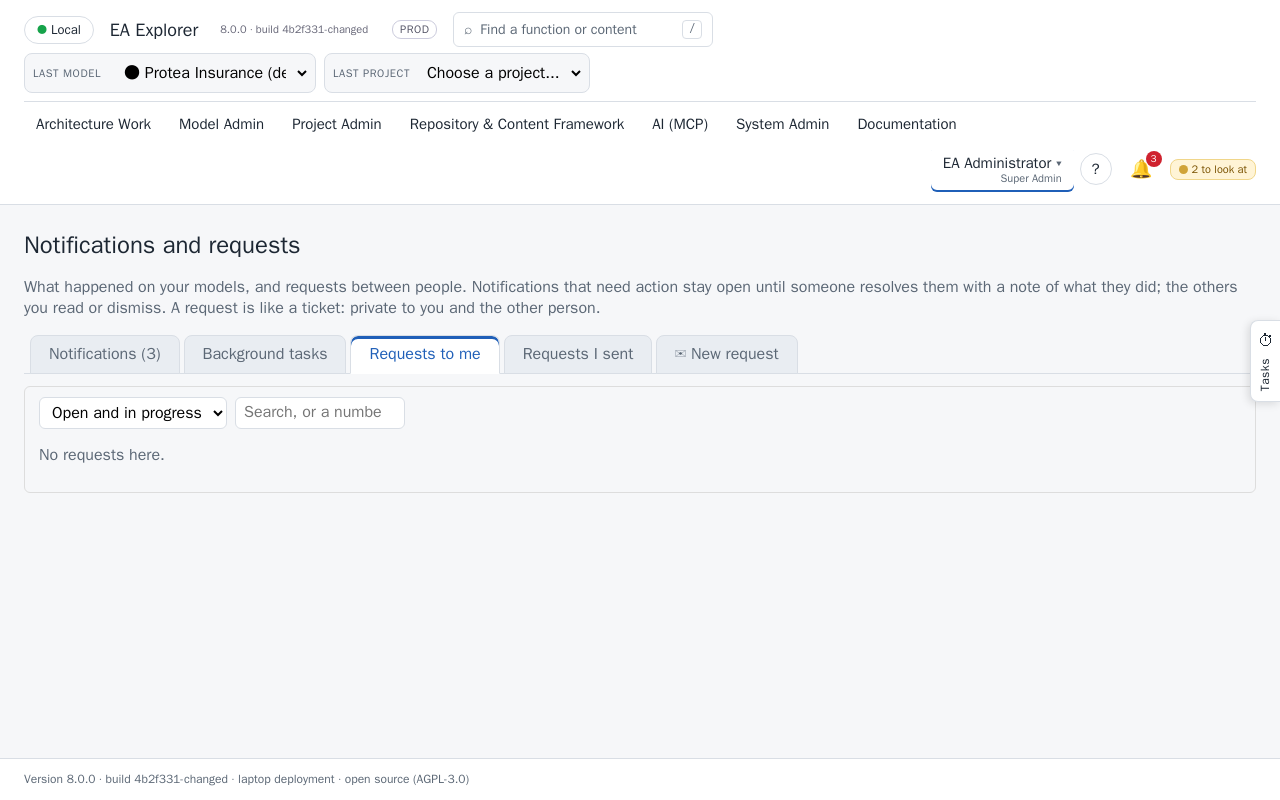 Local
EA Explorer
8.0.0 · build 4b2f331-changed
PROD
Find a function or content
/
LAST MODEL
Protea Insurance (de
LAST PROJECT
Choose a project...
Architecture Work
Model Admin
Project Admin
Repository & Content Framework
AI (MCP)
System Admin
Documentation
EA Administrator
Super Admin
?
3
2 to look at
Notifications and requests
What happened on your models, and requests between people. Notifications that need action stay open until someone resolves them with a note of what they did; the others
you read or dismiss. A request is like a ticket: private to you and the other person.
Notifications (3)
Background tasks
Requests to me
Requests I sent
New request
Tasks
Open and in progress
Search, or a numbe
No requests here.
Version 8.0.0 · build 4b2f331-changed · laptop deployment · open source (AGPL-3.0)